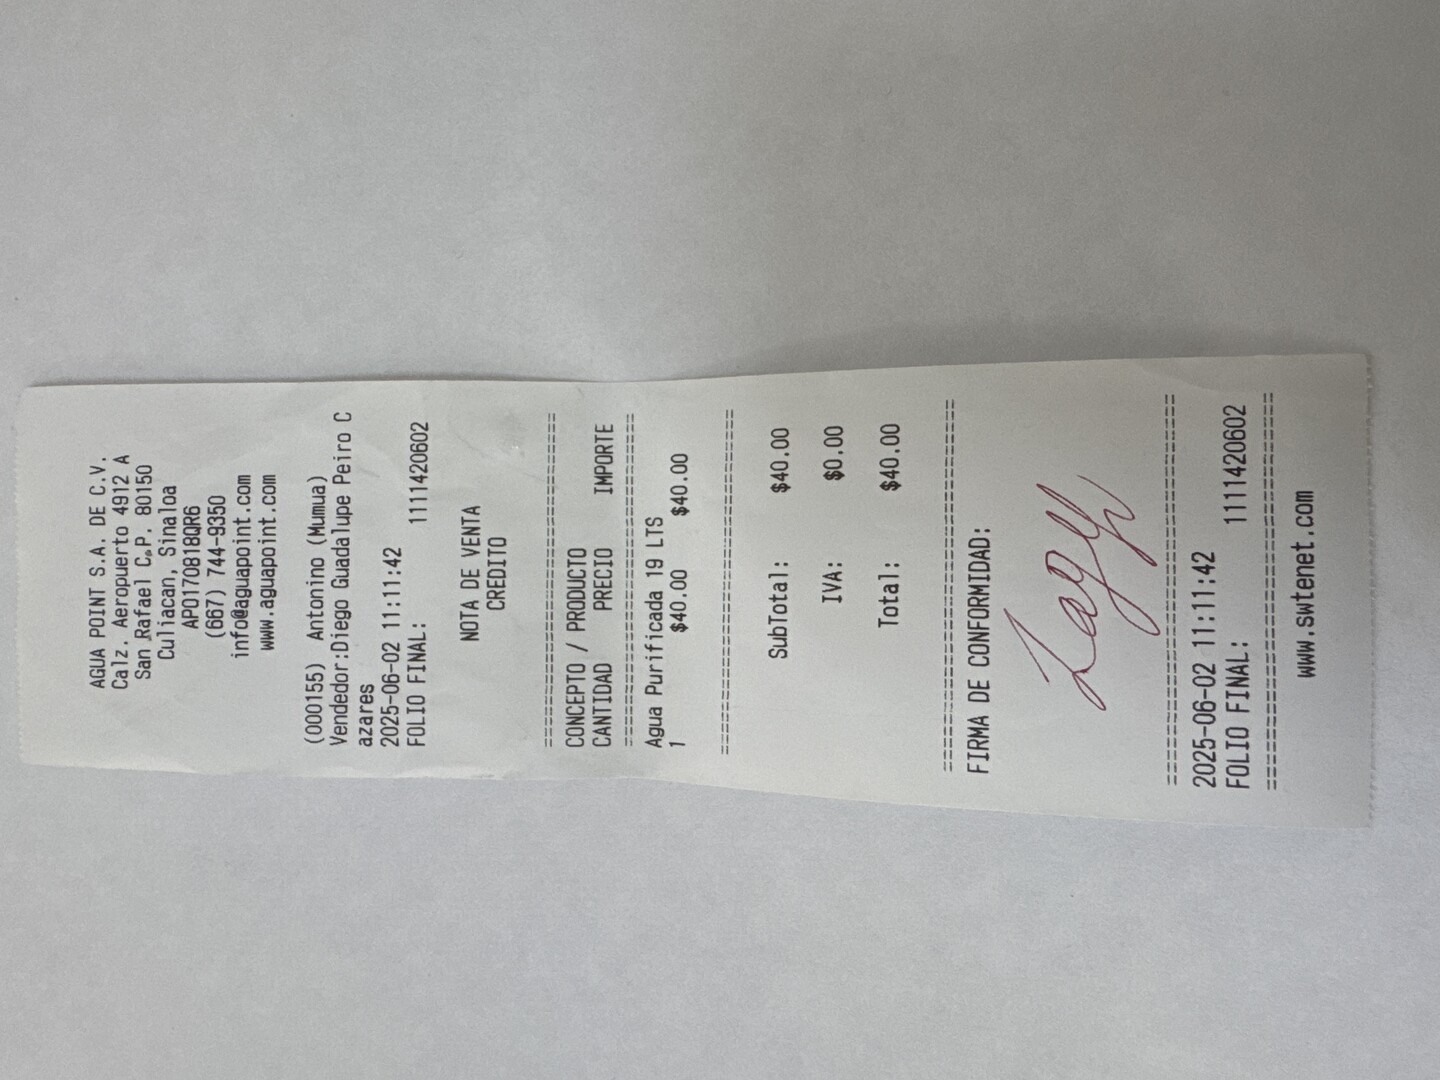 AGUA POINT S.A. DE C.V.
Calz. Aeropuerto 4912 A
San Rafael C.P. 80150
Culiacan, Sinaloa
APO170818QR6
(667) 744-9350
info@aguapoint.com
www.aguapoint.com
(000155) Antonino (Mumua)
Vendedor:Diego Guadalupe Peiro C
azares
2025-06-02 11:11:42
FOLIO FINAL: 1111420602
NOTA DE VENTA
CREDITO
================================
CONCEPTO / PRODUCTO
CANTIDAD PRECIO IMPORTE
================================
Agua Purificada 19 LTS
1 $40.00 $40.00
================================
SubTotal: $40.00
IVA: $0.00
Total: $40.00
================================
FIRMA DE CONFORMIDAD:
================================
2025-06-02 11:11:42
FOLIO FINAL: 1111420602
================================
www.swtenet.com